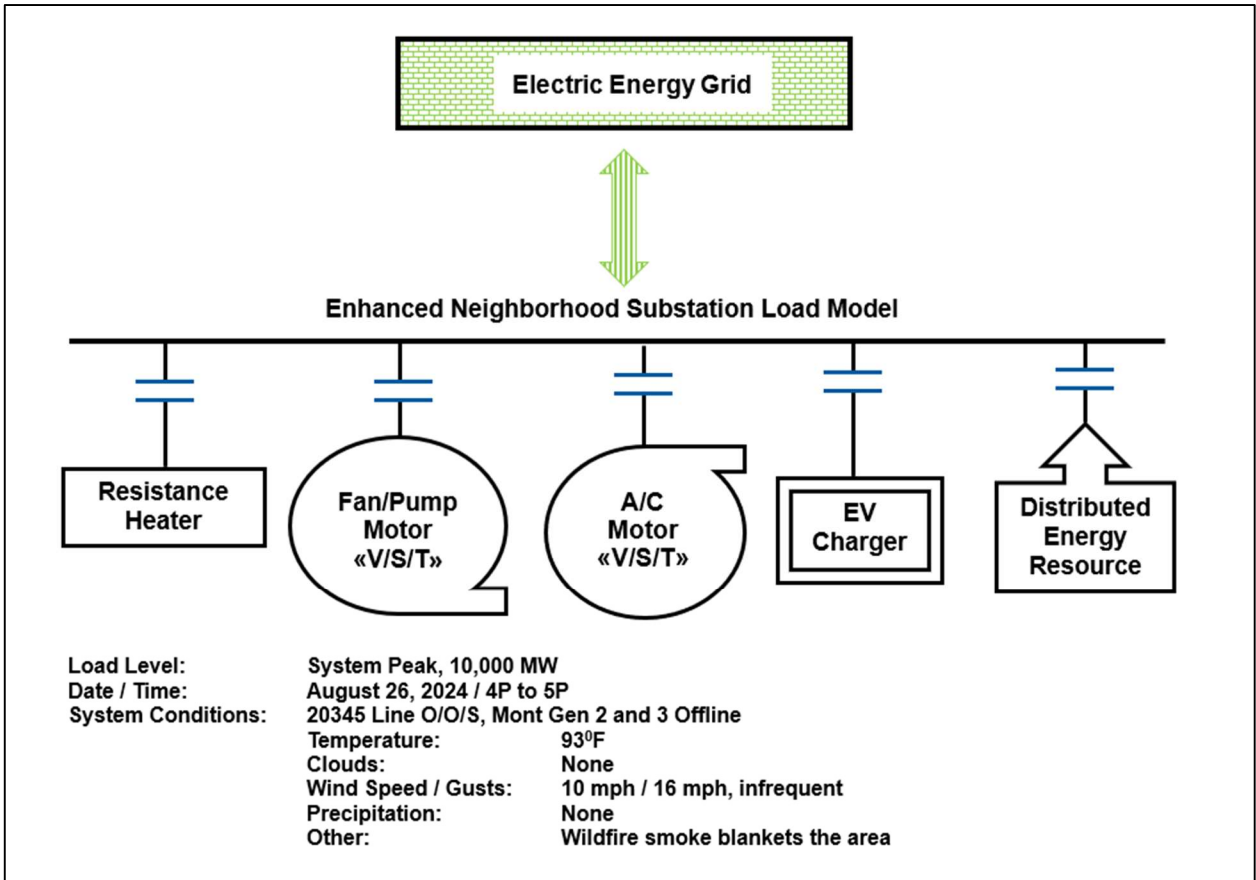 Electric Energy Grid
Enhanced Neighborhood Substation Load Model
Resistance
Heater
Fan/Pump
Motor
«V/S/T»
A/C
Motor
«V/S/T»
EV
Charger
Distributed
Energy
Resource
Load Level: System Peak, 10,000 MW
Date / Time: August 26, 2024 / 4P to 5P
System Conditions: 20345 Line O/O/S, Mont Gen 2 and 3 Offline
Temperature: 93⁰F
Clouds: None
Wind Speed / Gusts: 10 mph / 16 mph, infrequent
Precipitation: None
Other: Wildfire smoke blankets the area